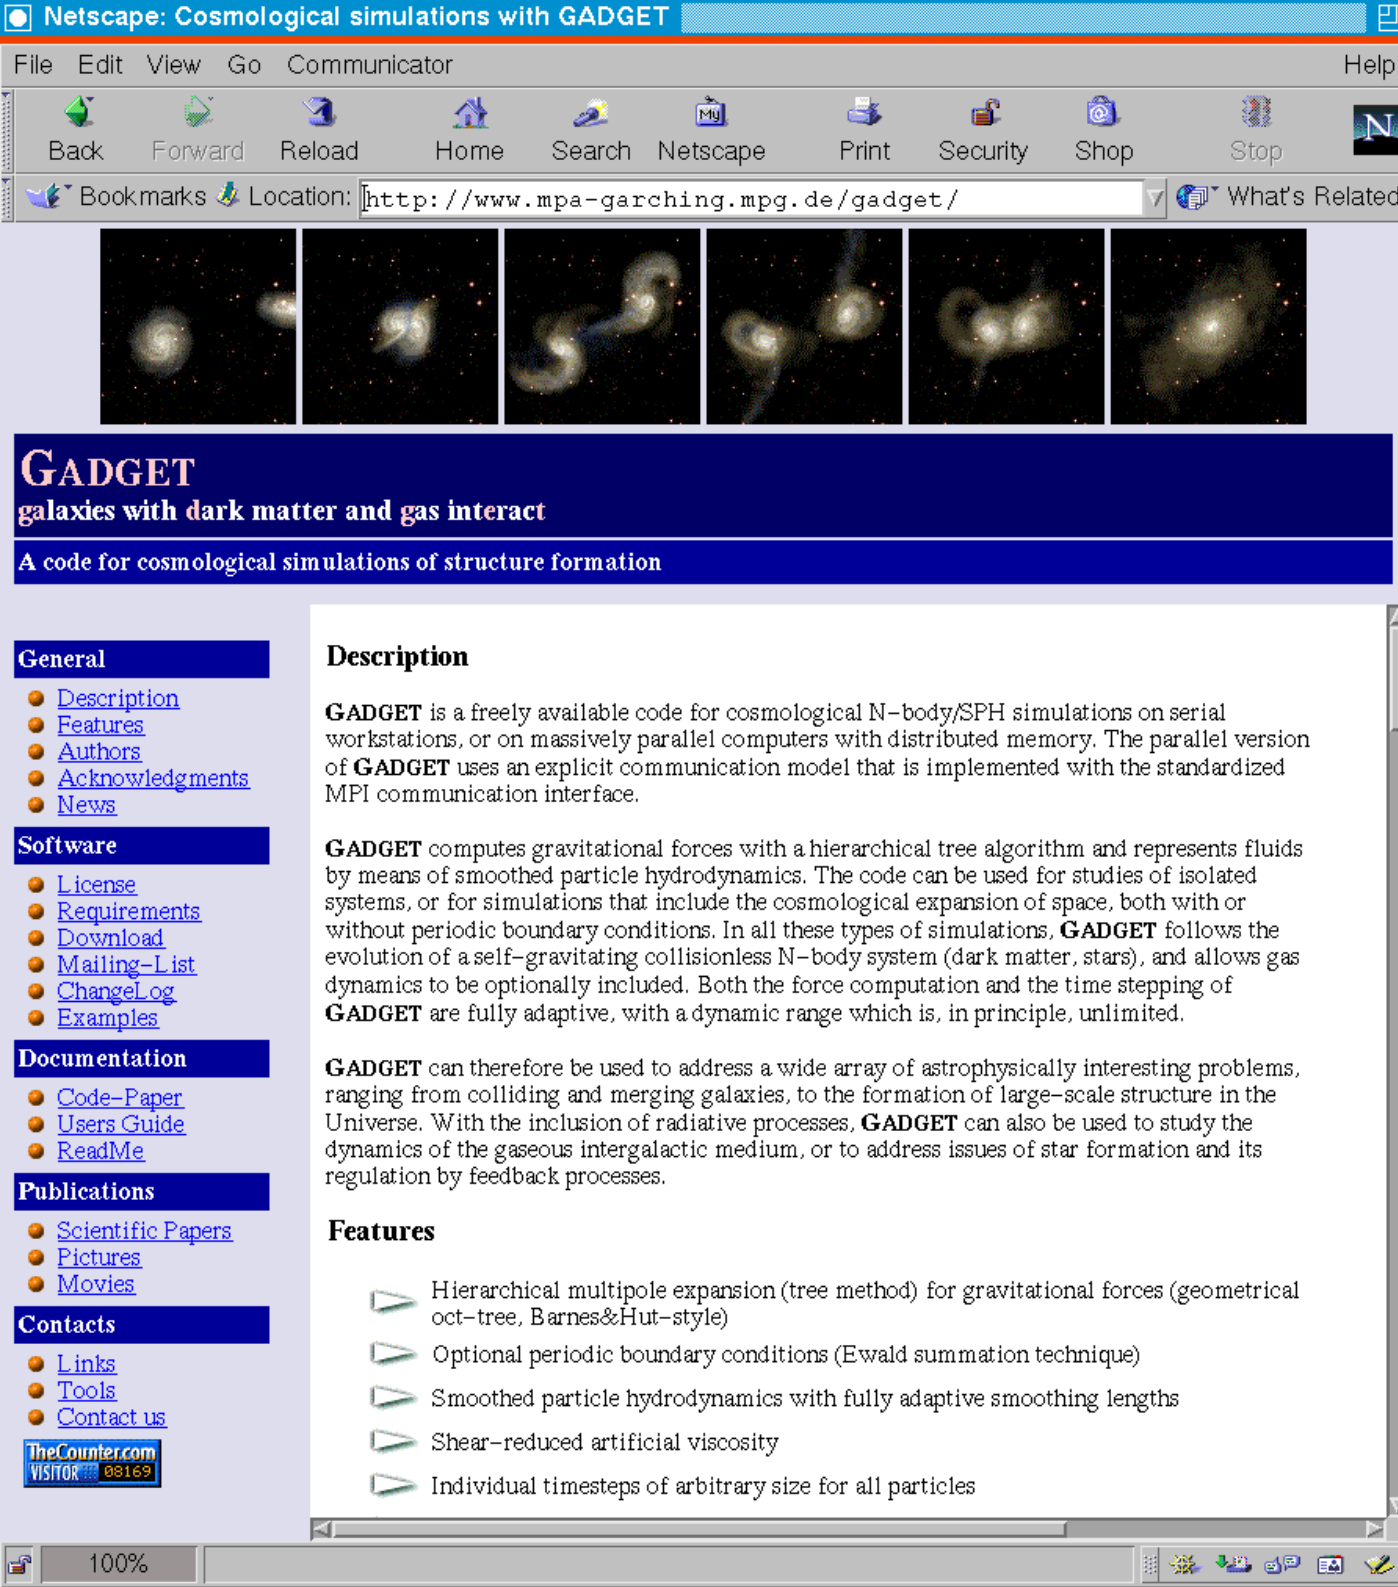 Netscape: Cosmological simulations with GADGET
File Edit View Go Communicator Help
Back Forward Reload Home Search Netscape Print Security Shop Stop
My
N
Bookmarks Location: http://www.mpa-garching.mpg.de/gadget/ What's Related
GADGET
galaxies with dark matter and gas interact
A code for cosmological simulations of structure formation
General
Description
Features
Authors
Acknowledgments
News
Software
License
Requirements
Download
Mailing-List
ChangeLog
Examples
Documentation
Code-Paper
Users Guide
ReadMe
Publications
Scientific Papers
Pictures
Movies
Contacts
Links
Tools
Contact us
TheCounter.com
VISITOR 08169
Description
GADGET is a freely available code for cosmological N-body/SPH simulations on serial
workstations, or on massively parallel computers with distributed memory. The parallel version
of GADGET uses an explicit communication model that is implemented with the standardized
MPI communication interface.
GADGET computes gravitational forces with a hierarchical tree algorithm and represents fluids
by means of smoothed particle hydrodynamics. The code can be used for studies of isolated
systems, or for simulations that include the cosmological expansion of space, both with or
without periodic boundary conditions. In all these types of simulations, GADGET follows the
evolution of a self-gravitating collisionless N-body system (dark matter, stars), and allows gas
dynamics to be optionally included. Both the force computation and the time stepping of
GADGET are fully adaptive, with a dynamic range which is, in principle, unlimited.
GADGET can therefore be used to address a wide array of astrophysically interesting problems,
ranging from colliding and merging galaxies, to the formation of large-scale structure in the
Universe. With the inclusion of radiative processes, GADGET can also be used to study the
dynamics of the gaseous intergalactic medium, or to address issues of star formation and its
regulation by feedback processes.
Features
Hierarchical multipole expansion (tree method) for gravitational forces (geometrical
oct-tree, Barnes&Hut-style)
Optional periodic boundary conditions (Ewald summation technique)
Smoothed particle hydrodynamics with fully adaptive smoothing lengths
Shear-reduced artificial viscosity
Individual timesteps of arbitrary size for all particles
100%